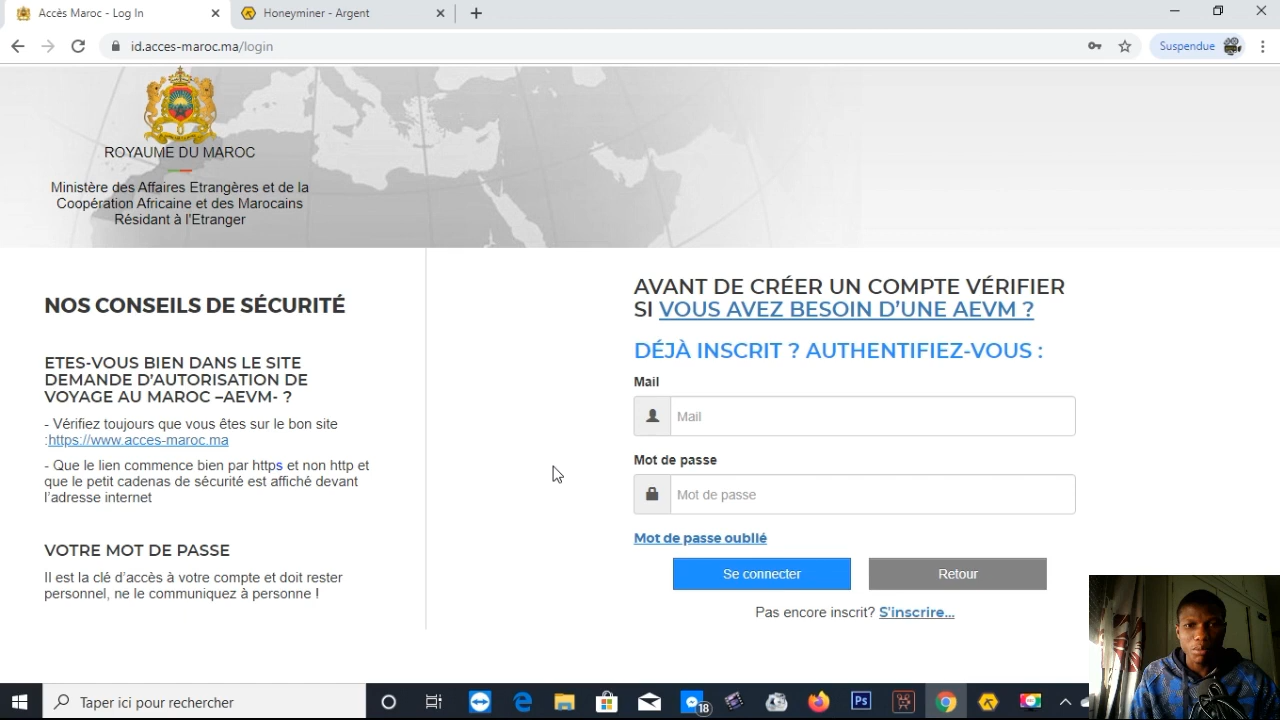 Accès Maroc - Log In
Honeyminer - Argent
id.acces-maroc.ma/login
Suspendue
ROYAUME DU MAROC
Ministère des Affaires Etrangères et de la
Coopération Africaine et des Marocains
Résidant à l'Etranger
NOS CONSEILS DE SÉCURITÉ
ETES-VOUS BIEN DANS LE SITE
DEMANDE D'AUTORISATION DE
VOYAGE AU MAROC –AEVM- ?
- Vérifiez toujours que vous êtes sur le bon site
:https://www.acces-maroc.ma
- Que le lien commence bien par https et non http et
que le petit cadenas de sécurité est affiché devant
l'adresse internet
VOTRE MOT DE PASSE
Il est la clé d'accès à votre compte et doit rester
personnel, ne le communiquez à personne !
AVANT DE CRÉER UN COMPTE VÉRIFIER
SI VOUS AVEZ BESOIN D'UNE AEVM ?
DÉJÀ INSCRIT ? AUTHENTIFIEZ-VOUS :
Mail
Mail
Mot de passe
Mot de passe
Mot de passe oublié
Se connecter
Retour
Pas encore inscrit? S'inscrire...
Taper ici pour rechercher
18
Ps